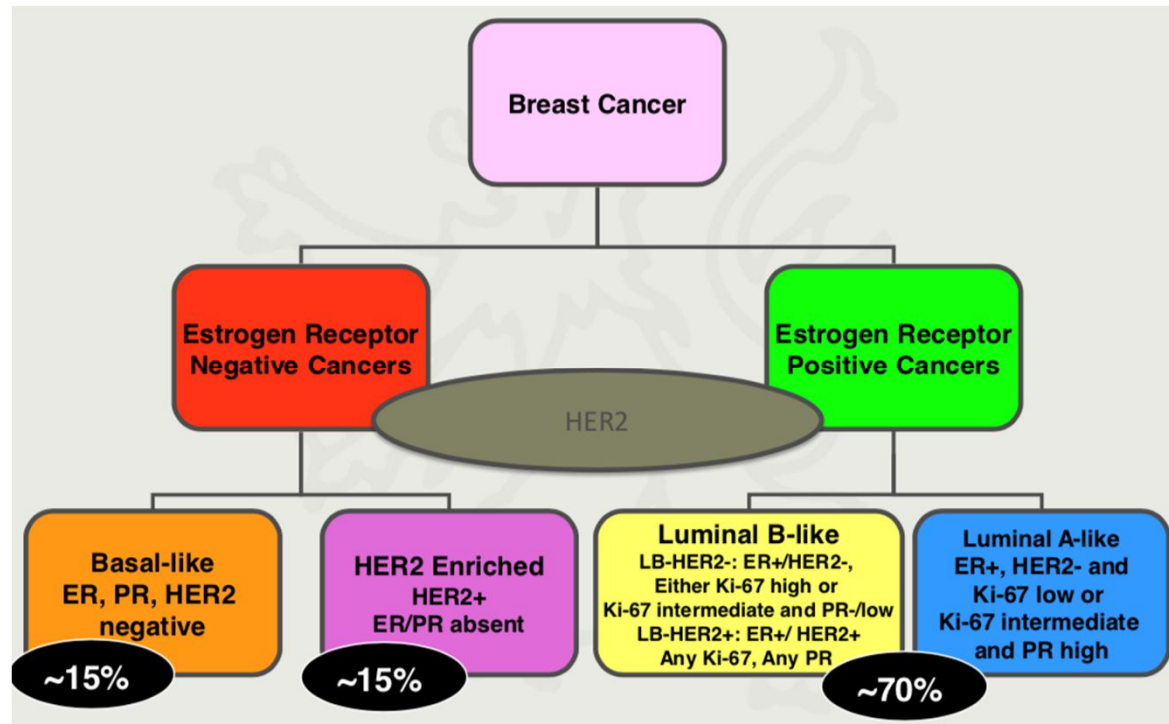 Breast Cancer
Estrogen Receptor
Negative Cancers
Estrogen Receptor
Positive Cancers
HER2
Basal-like
ER, PR, HER2
negative
~15%
HER2 Enriched
HER2+
ER/PR absent
~15%
Luminal B-like
LB-HER2-: ER+/HER2-,
Either Ki-67 high or
Ki-67 intermediate and PR-/low
LB-HER2+: ER+/ HER2+
Any Ki-67, Any PR
Luminal A-like
ER+, HER2- and
Ki-67 low or
Ki-67 intermediate
and PR high
~70%